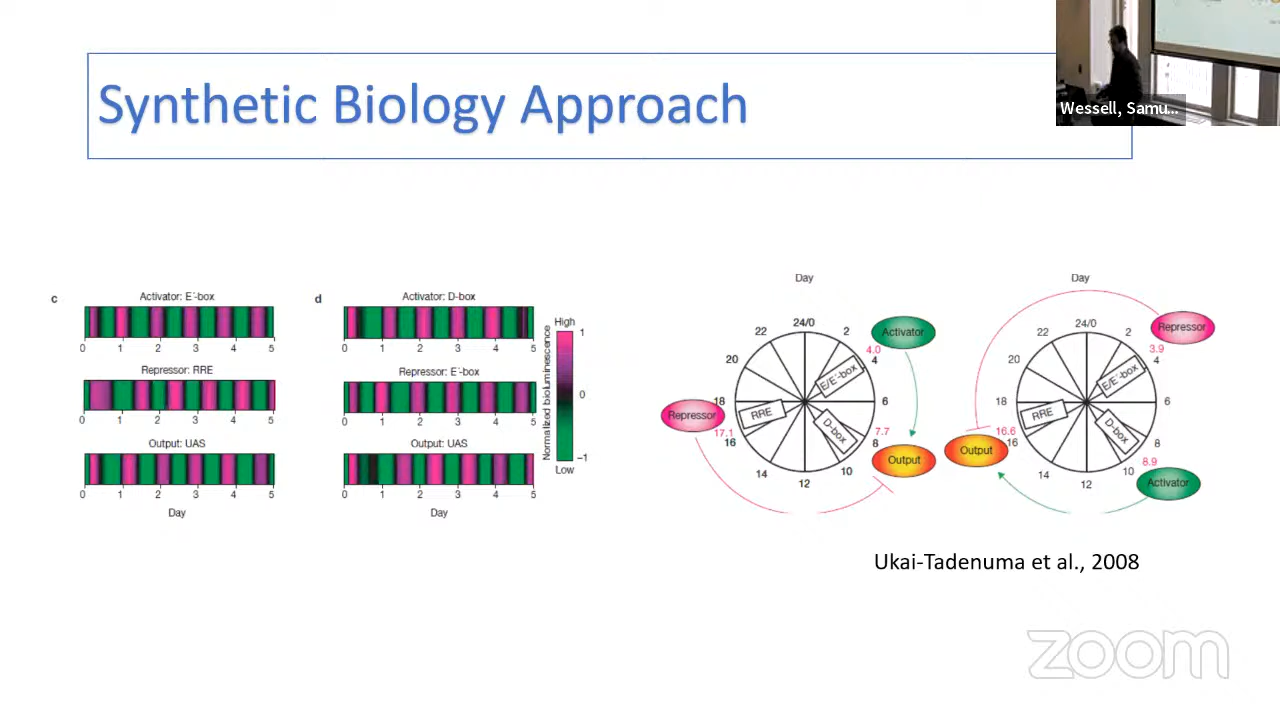 Synthetic Biology Approach
Wessell, Samu...
c
Activator: E'-box
0 1 2 3 4 5
Repressor: RRE
0 1 2 3 4 5
Output: UAS
0 1 2 3 4 5
Day
d
Activator: D-box
0 1 2 3 4 5
Repressor: E'-box
0 1 2 3 4 5
Output: UAS
0 1 2 3 4 5
Day
High
1
0
−1
Low
Normalized bioluminescence
Day
24/0
2
4
6
8
10
12
14
16
18
20
22
Activator
4.0
E/E'-box
D-box
RRE
7.7
Output
Repressor
17.1
Day
24/0
2
4
6
8
10
12
14
16
18
20
22
Repressor
3.9
E/E'-box
D-box
RRE
8.9
Activator
16.6
Output
Ukai-Tadenuma et al., 2008
zoom